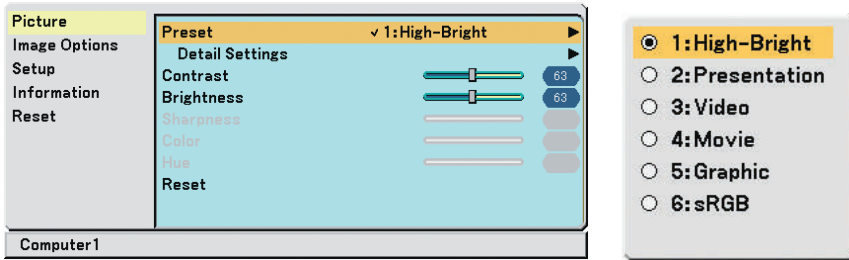 Picture
Image Options
Setup
Information
Reset
Preset ✓ 1:High-Bright
Detail Settings
Contrast 63
Brightness 63
Sharpness
Color
Hue
Reset
Computer1
1:High-Bright
2:Presentation
3:Video
4:Movie
5:Graphic
6:sRGB